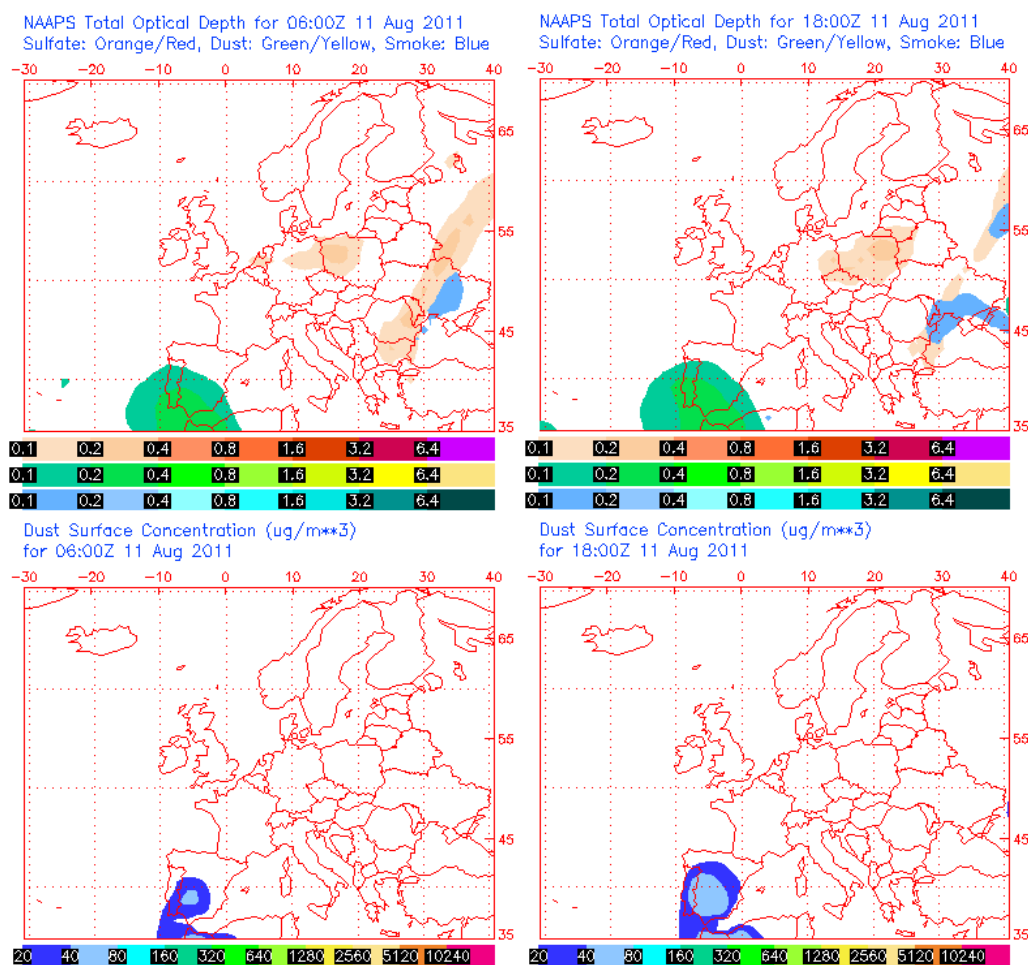 NAAPS Total Optical Depth for 06:00Z 11 Aug 2011
Sulfate: Orange/Red, Dust: Green/Yellow, Smoke: Blue
-30 -20 -10 0 10 20 30 40
65
55
45
35
0.1 0.2 0.4 0.8 1.6 3.2 6.4
0.1 0.2 0.4 0.8 1.6 3.2 6.4
0.1 0.2 0.4 0.8 1.6 3.2 6.4
NAAPS Total Optical Depth for 18:00Z 11 Aug 2011
Sulfate: Orange/Red, Dust: Green/Yellow, Smoke: Blue
-30 -20 -10 0 10 20 30 40
65
55
45
35
0.1 0.2 0.4 0.8 1.6 3.2 6.4
0.1 0.2 0.4 0.8 1.6 3.2 6.4
0.1 0.2 0.4 0.8 1.6 3.2 6.4
Dust Surface Concentration (ug/m**3)
for 06:00Z 11 Aug 2011
-30 -20 -10 0 10 20 30 40
65
55
45
35
20 40 80 160 320 640 1280 2560 5120 10240
Dust Surface Concentration (ug/m**3)
for 18:00Z 11 Aug 2011
-30 -20 -10 0 10 20 30 40
65
55
45
35
20 40 80 160 320 640 1280 2560 5120 10240